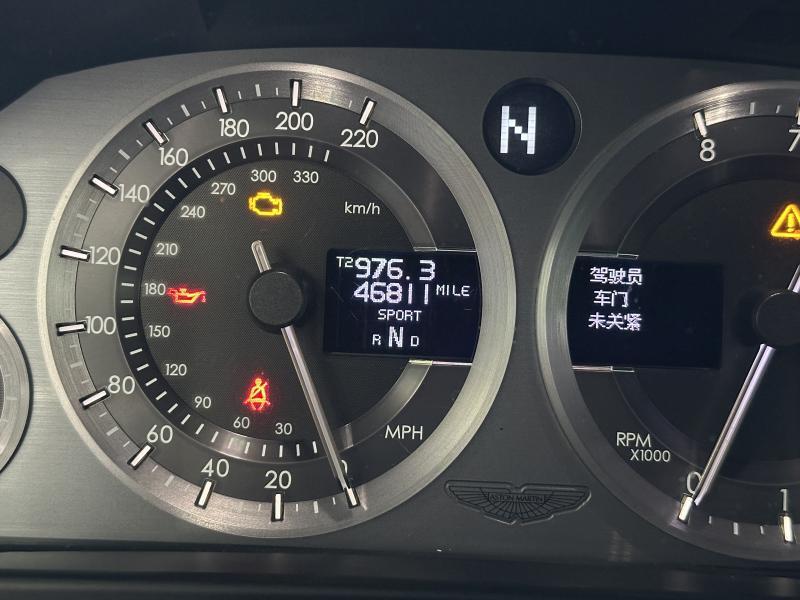 220
200
180
160
140
120
100
80
60
40
20
0
330
300
270
240
210
180
150
120
90
60
30
km/h
MPH
T2 976.3
46811 MILE
SPORT
R N D
N
ASTON MARTIN
8
7
驾驶员
车门
未关紧
RPM
X1000
0
1